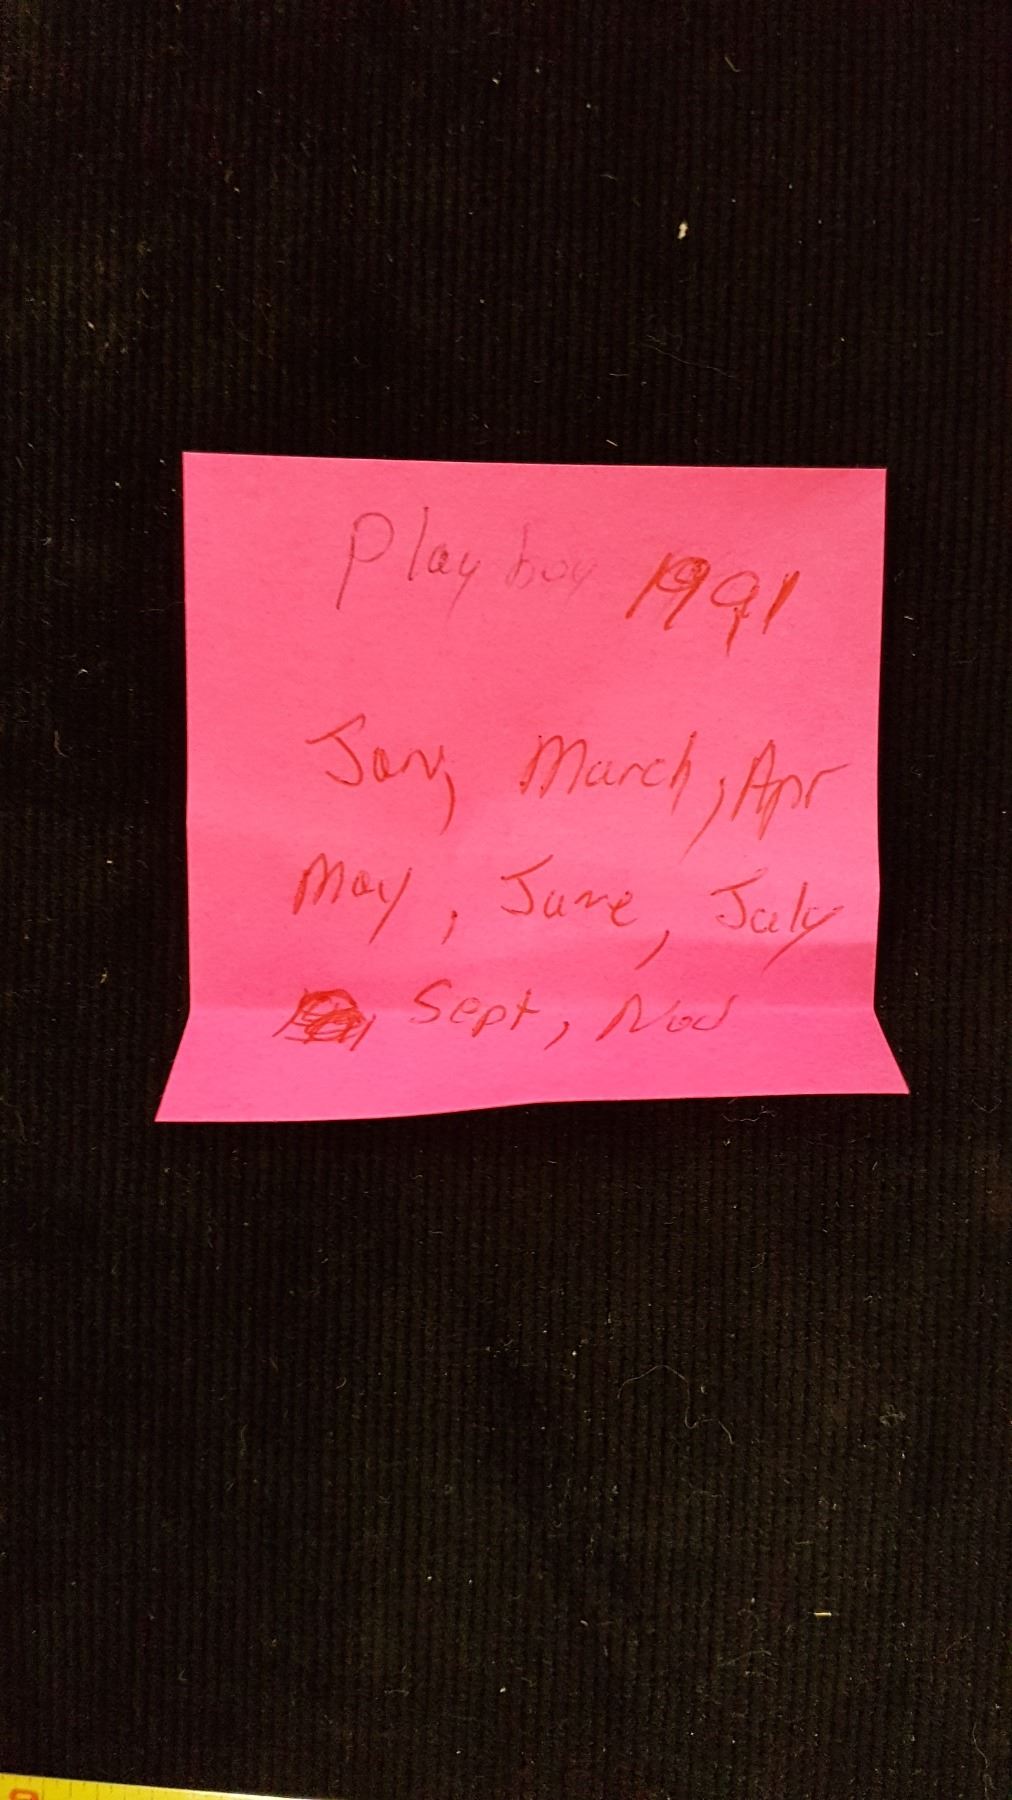 Playboy 1991
Jan, March, Apr
May, June, July
Sept, Nov